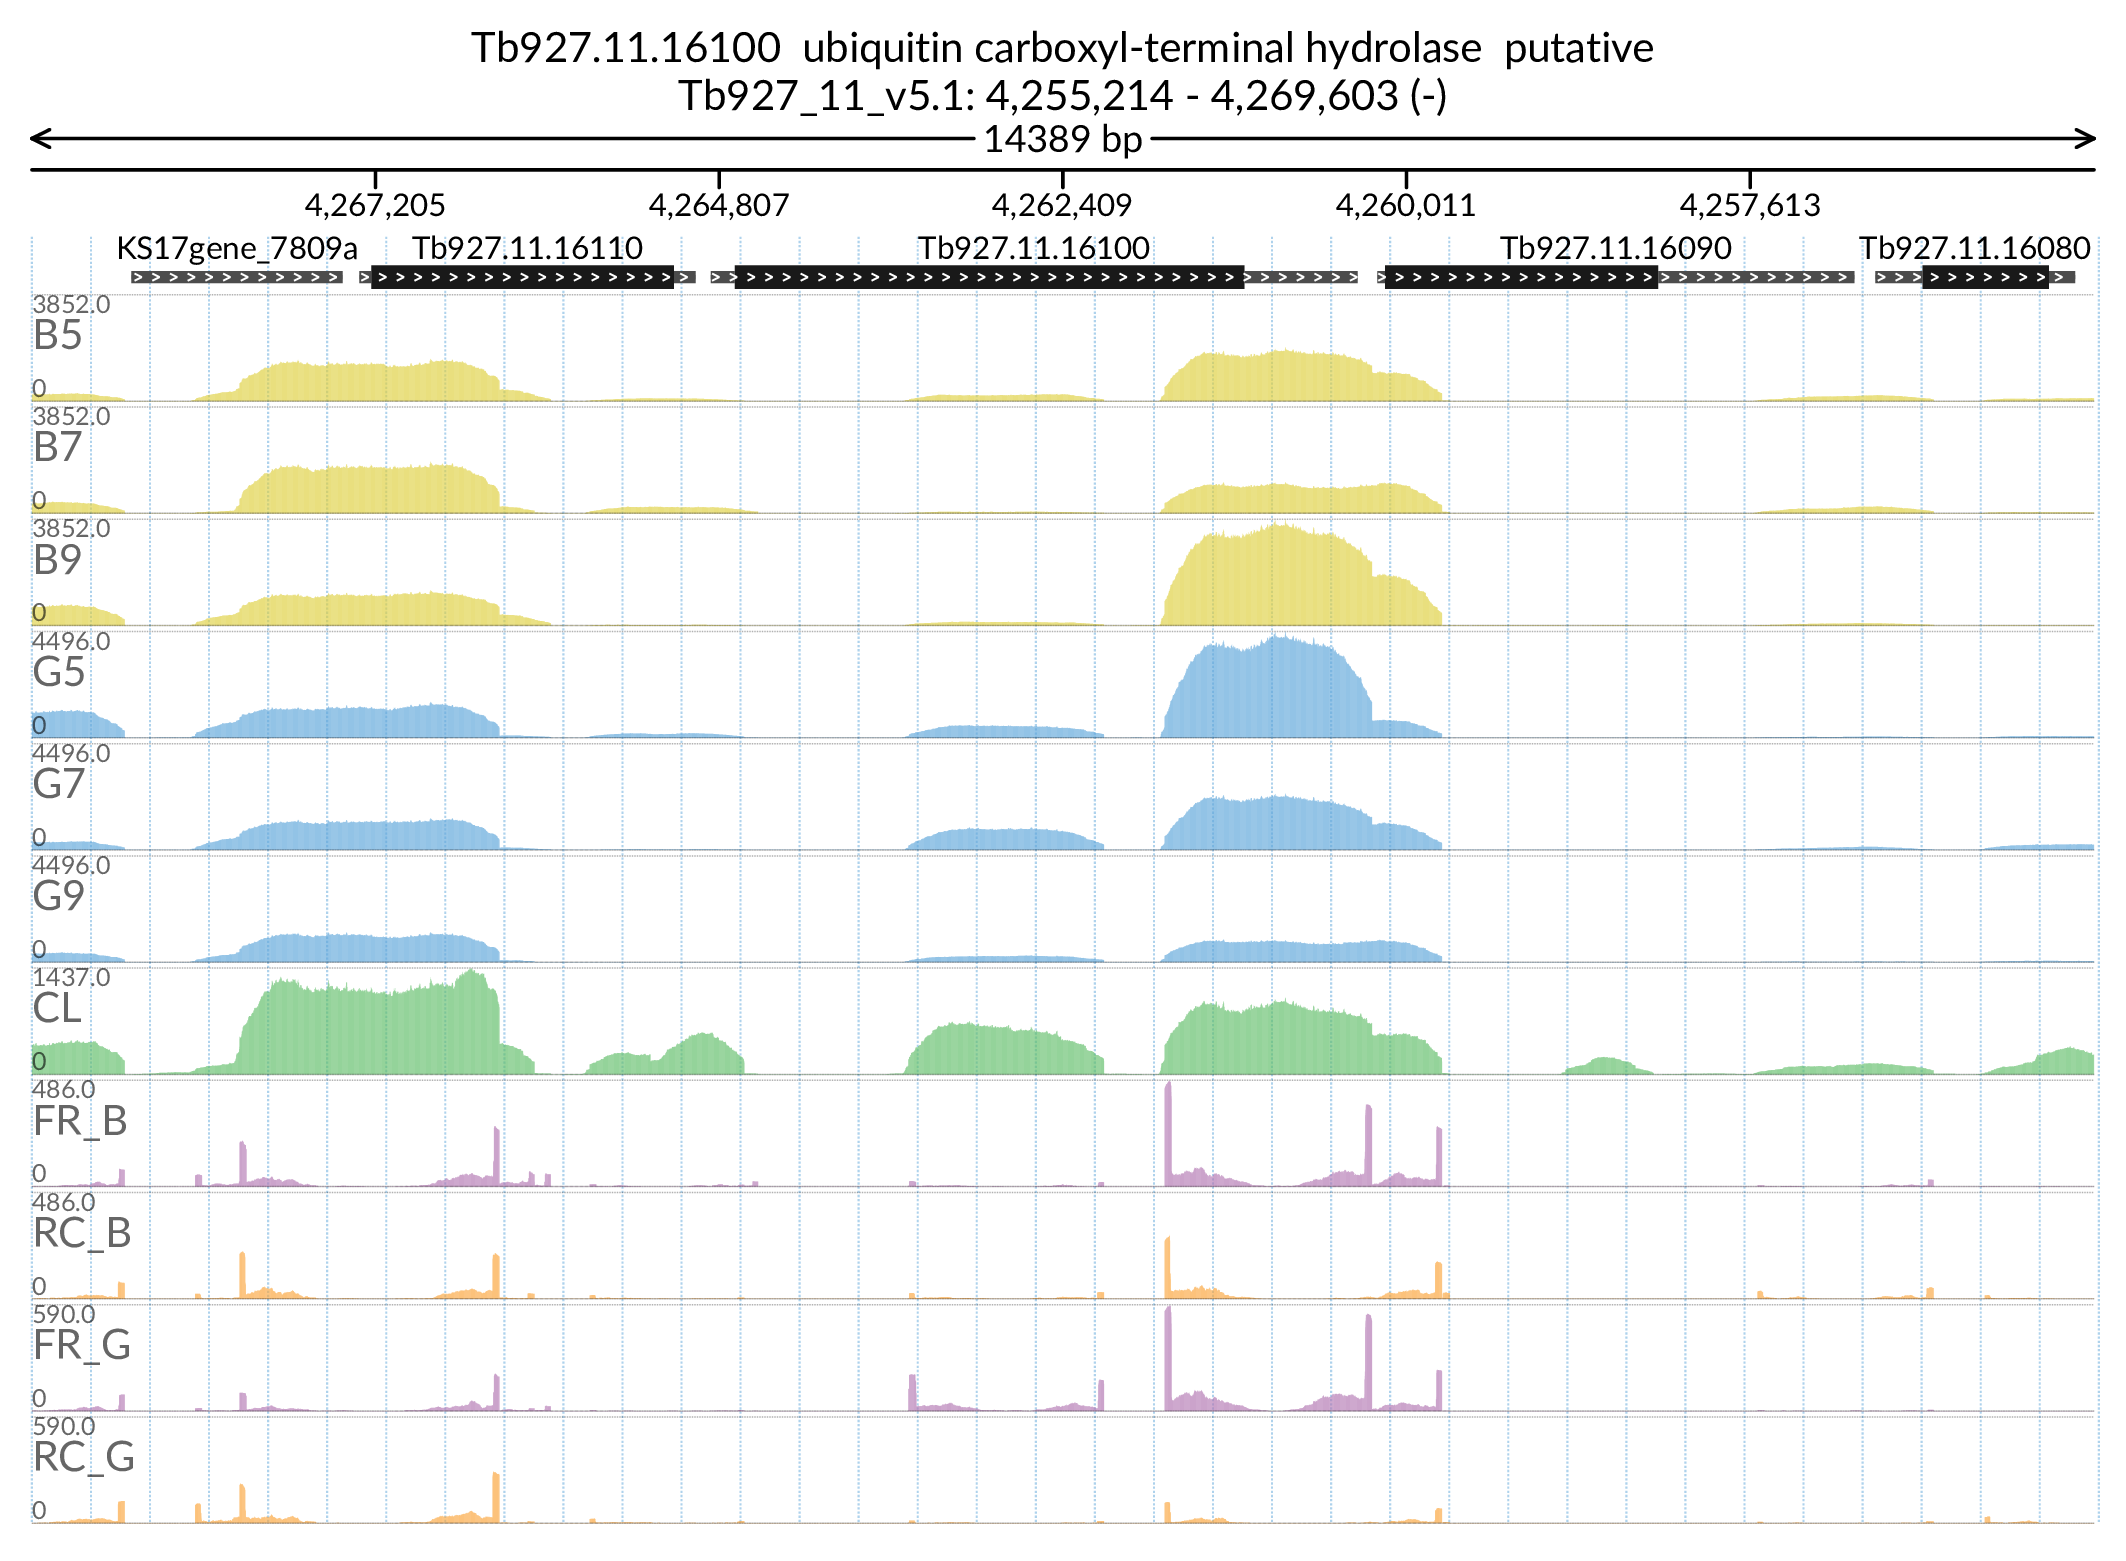 Tb927.11.16100 ubiquitin carboxyl-terminal hydrolase putative
Tb927_11_v5.1: 4,255,214 - 4,269,603 (-)
14389 bp
4,267,205 4,264,807 4,262,409 4,260,011 4,257,613
KS17gene_7809a Tb927.11.16110 Tb927.11.16100 Tb927.11.16090 Tb927.11.16080
3852.0
B5
0
3852.0
B7
0
3852.0
B9
0
4496.0
G5
0
4496.0
G7
0
4496.0
G9
0
1437.0
CL
0
486.0
FR_B
0
486.0
RC_B
0
590.0
FR_G
0
590.0
RC_G
0